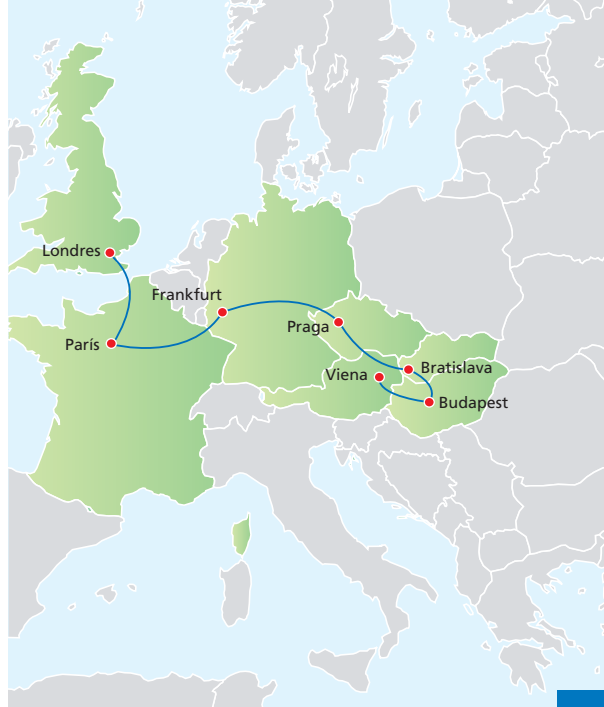 Londres
Frankfurt
Praga
París
Bratislava
Viena
Budapest